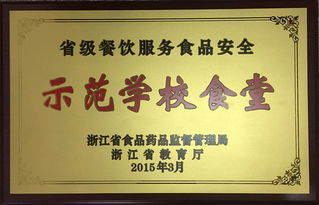 省级餐饮服务食品安全
示范学校食堂
浙江省食品药品监督管理局
浙江省教育厅
2015年3月